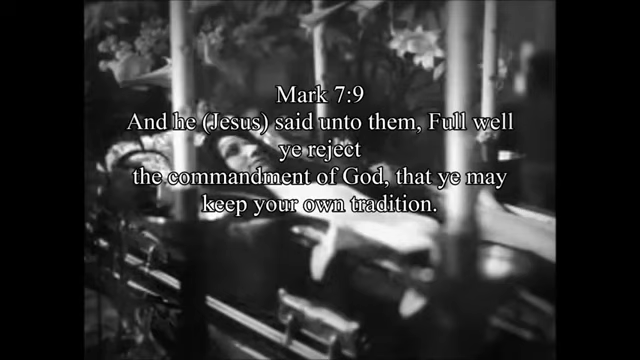 Mark 7:9
And he (Jesus) said unto them, Full well
ye reject
the commandment of God, that ye may
keep your own tradition.